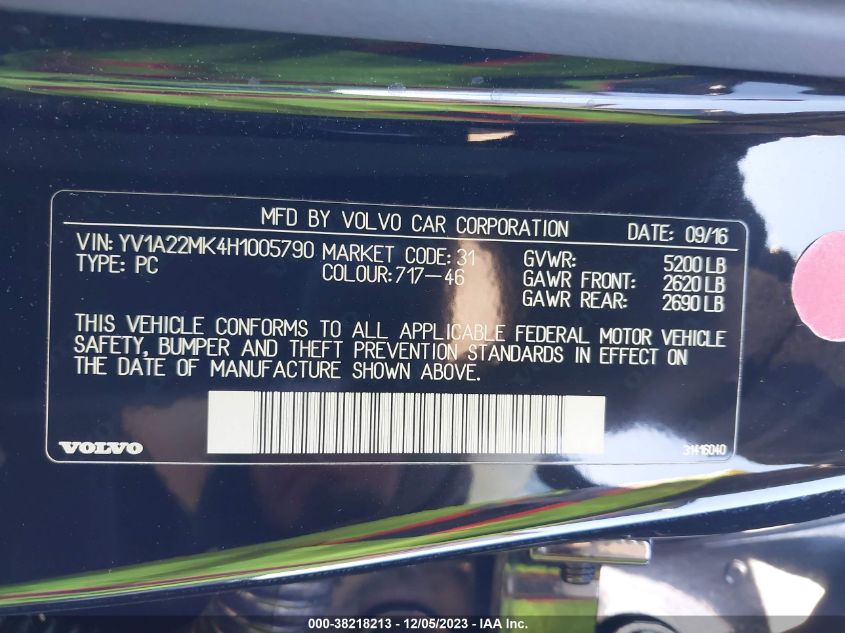 MFD BY VOLVO CAR CORPORATION DATE: 09/16
VIN: YV1A22MK4H1005790 MARKET CODE: 31 GVWR: 5200 LB
TYPE: PC COLOUR: 717-46 GAWR FRONT: 2620 LB
GAWR REAR: 2690 LB
THIS VEHICLE CONFORMS TO ALL APPLICABLE FEDERAL MOTOR VEHICLE
SAFETY, BUMPER AND THEFT PREVENTION STANDARDS IN EFFECT ON
THE DATE OF MANUFACTURE SHOWN ABOVE.
VOLVO 31416040
000-38218213 - 12/05/2023 - IAA Inc.